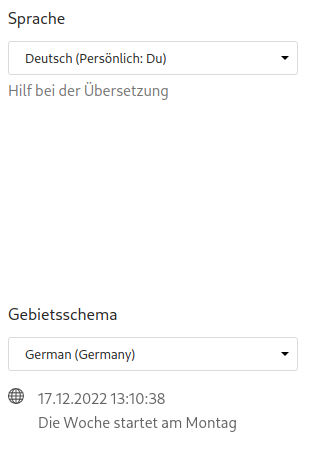 Sprache
Deutsch (Persönlich: Du)
Hilf bei der Übersetzung
Gebietsschema
German (Germany)
17.12.2022 13:10:38
Die Woche startet am Montag